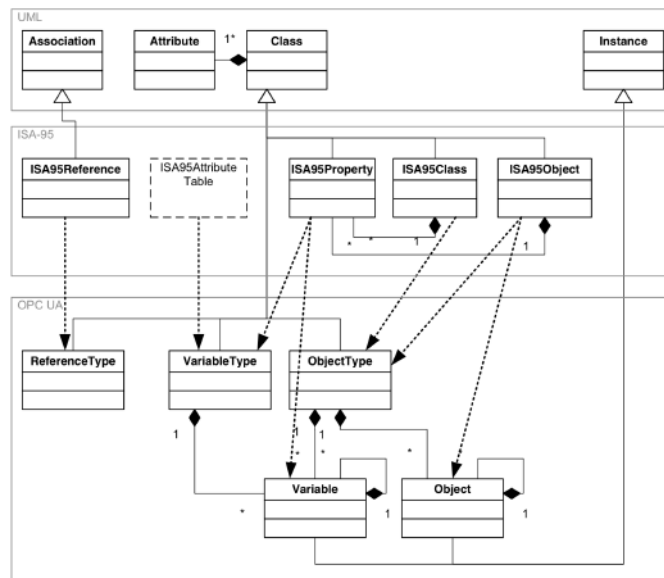 UML
Association
Attribute
1*
Class
Instance
ISA-95
ISA95Reference
ISA95Attribute
Table
ISA95Property
ISA95Class
ISA95Object
*
*
1
1
OPC UA
ReferenceType
VariableType
ObjectType
1
1
1
*
*
*
*
*
Variable
1
Object
1